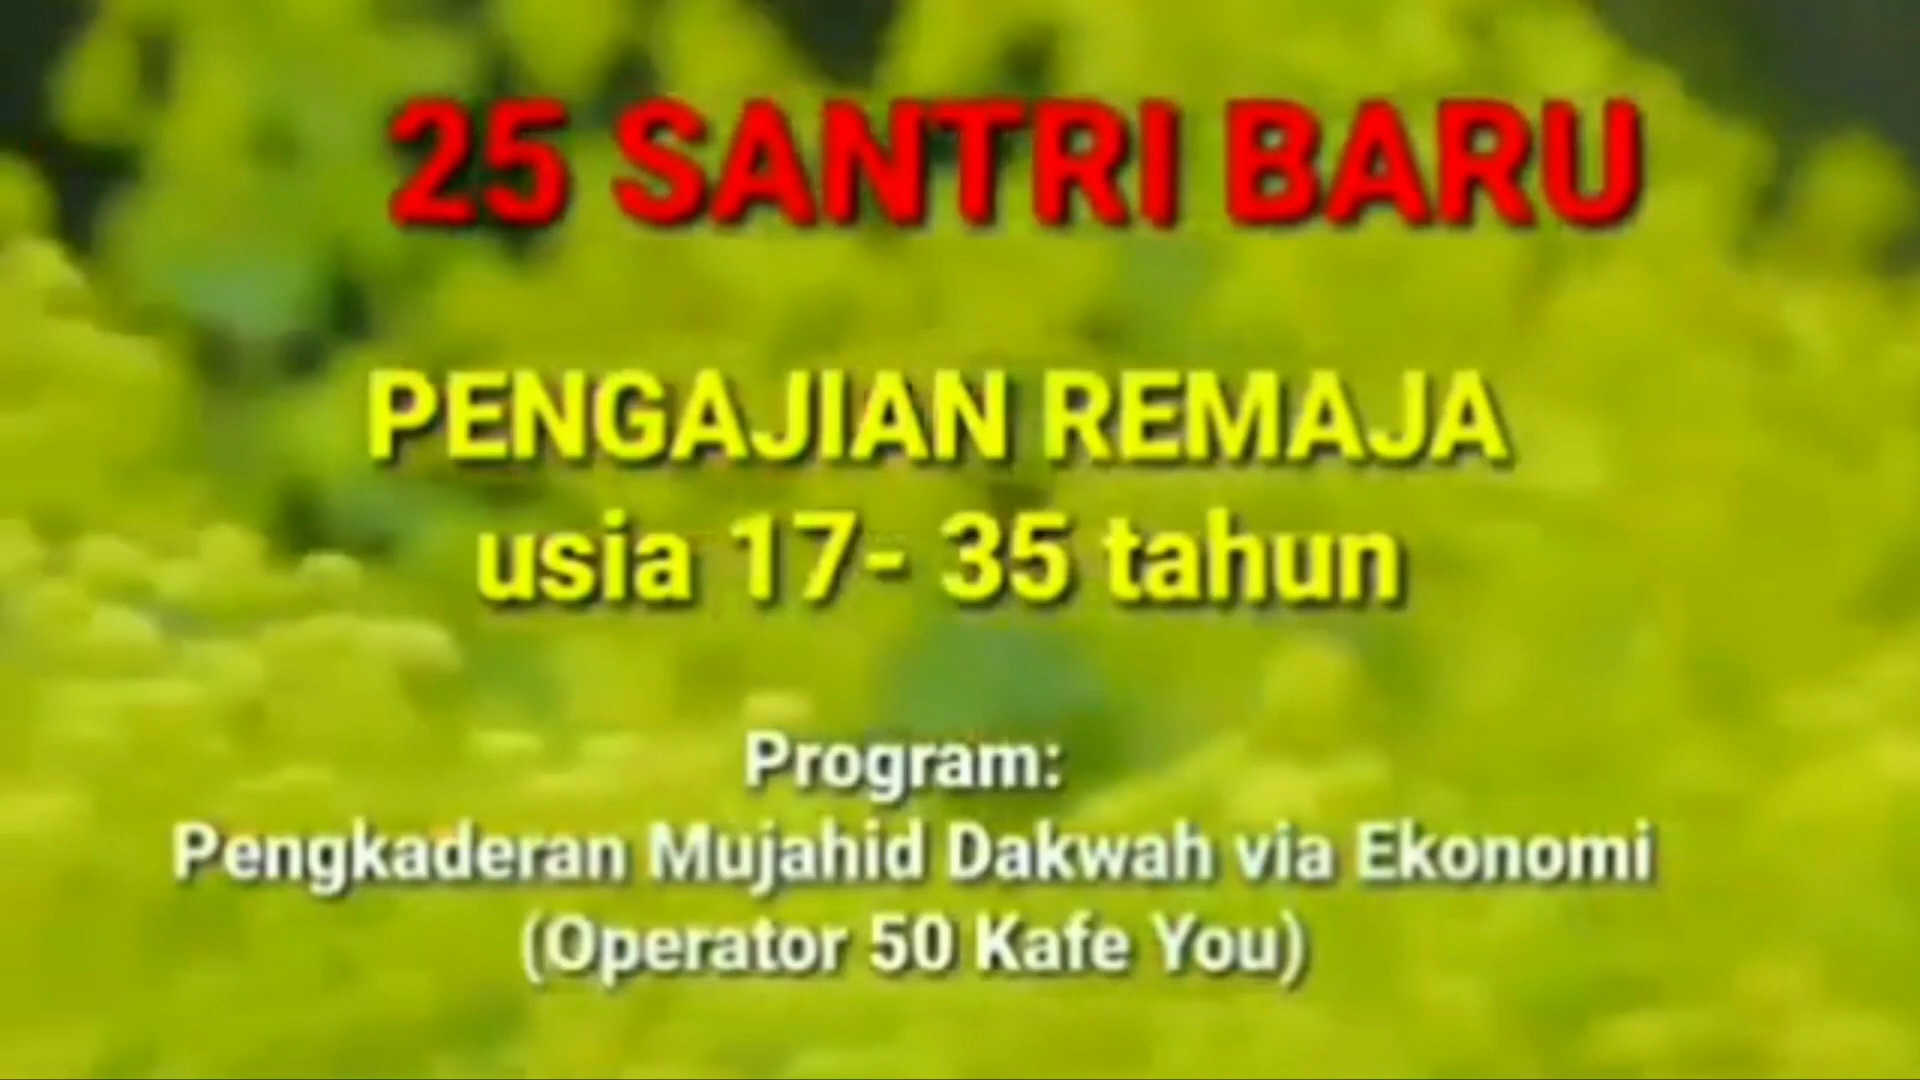 25 SANTRI BARU
PENGAJIAN REMAJA
usia 17- 35 tahun
Program:
Pengkaderan Mujahid Dakwah via Ekonomi
(Operator 50 Kafe You)